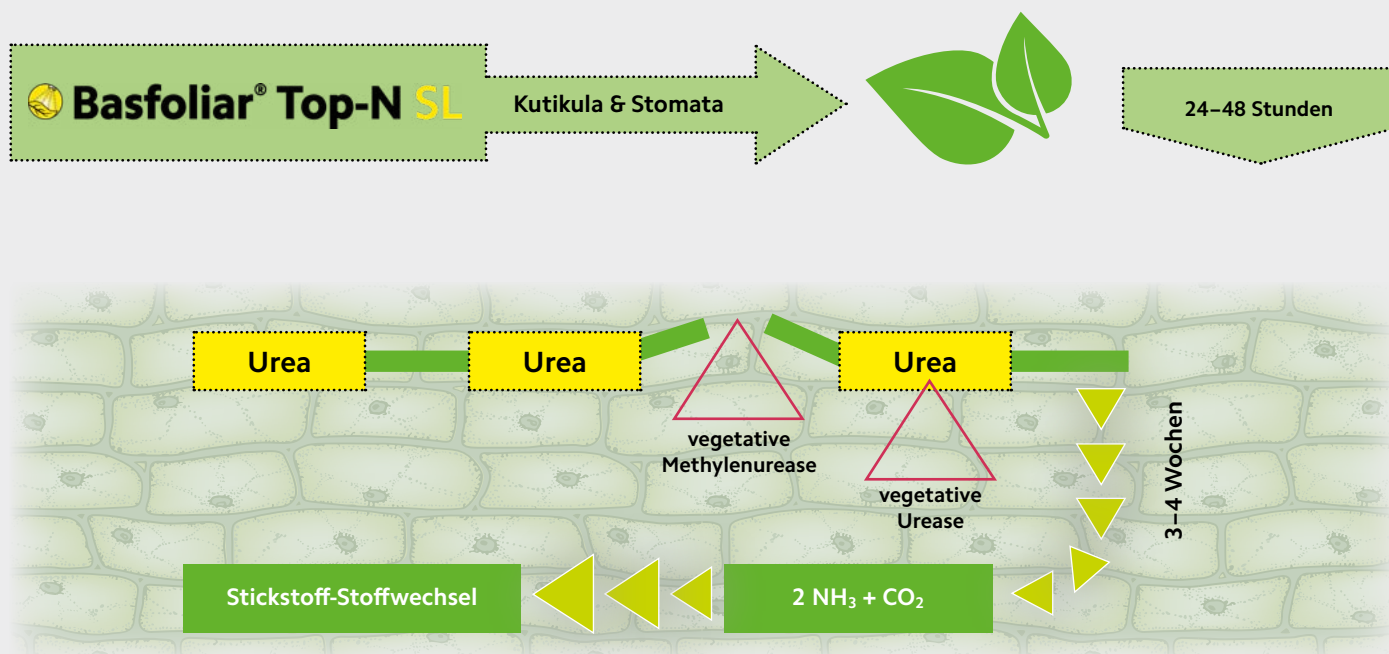 Basfoliar® Top-N SL
Kutikula & Stomata
24–48 Stunden
Urea
Urea
Urea
vegetative
Methylenurease
vegetative
Urease
3–4 Wochen
Stickstoff-Stoffwechsel
2 NH₃ + CO₂